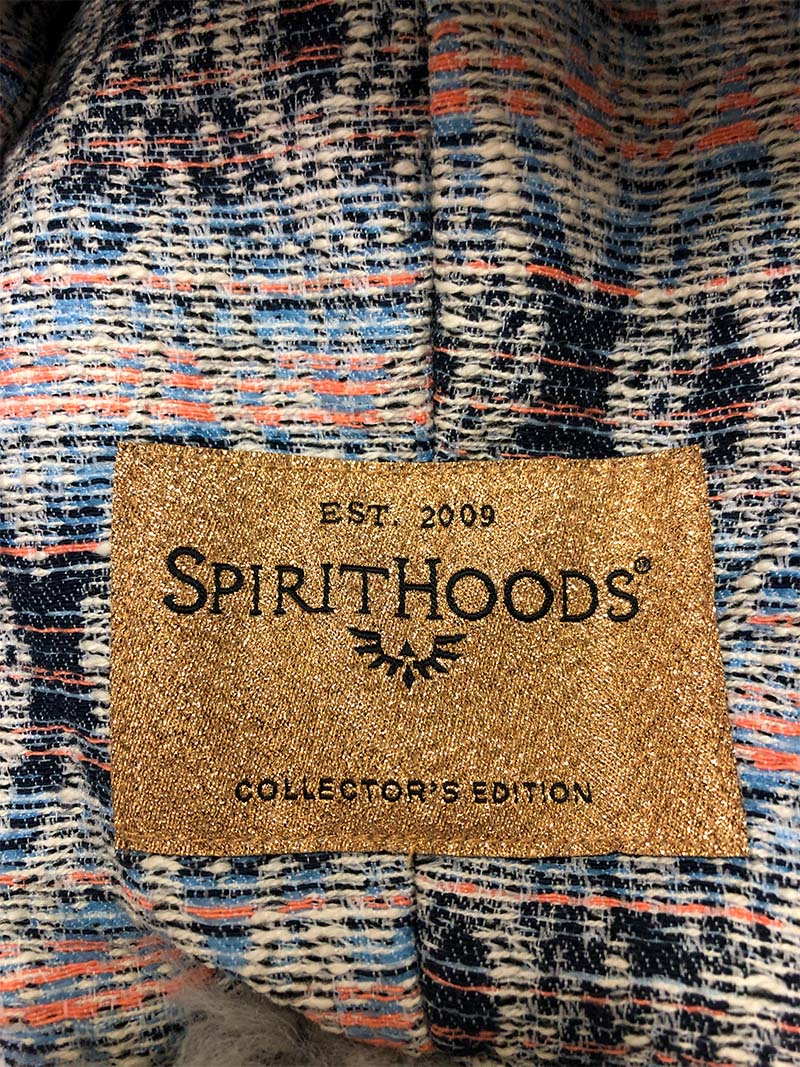 EST. 2009
SPIRITHOODS®
COLLECTOR'S EDITION